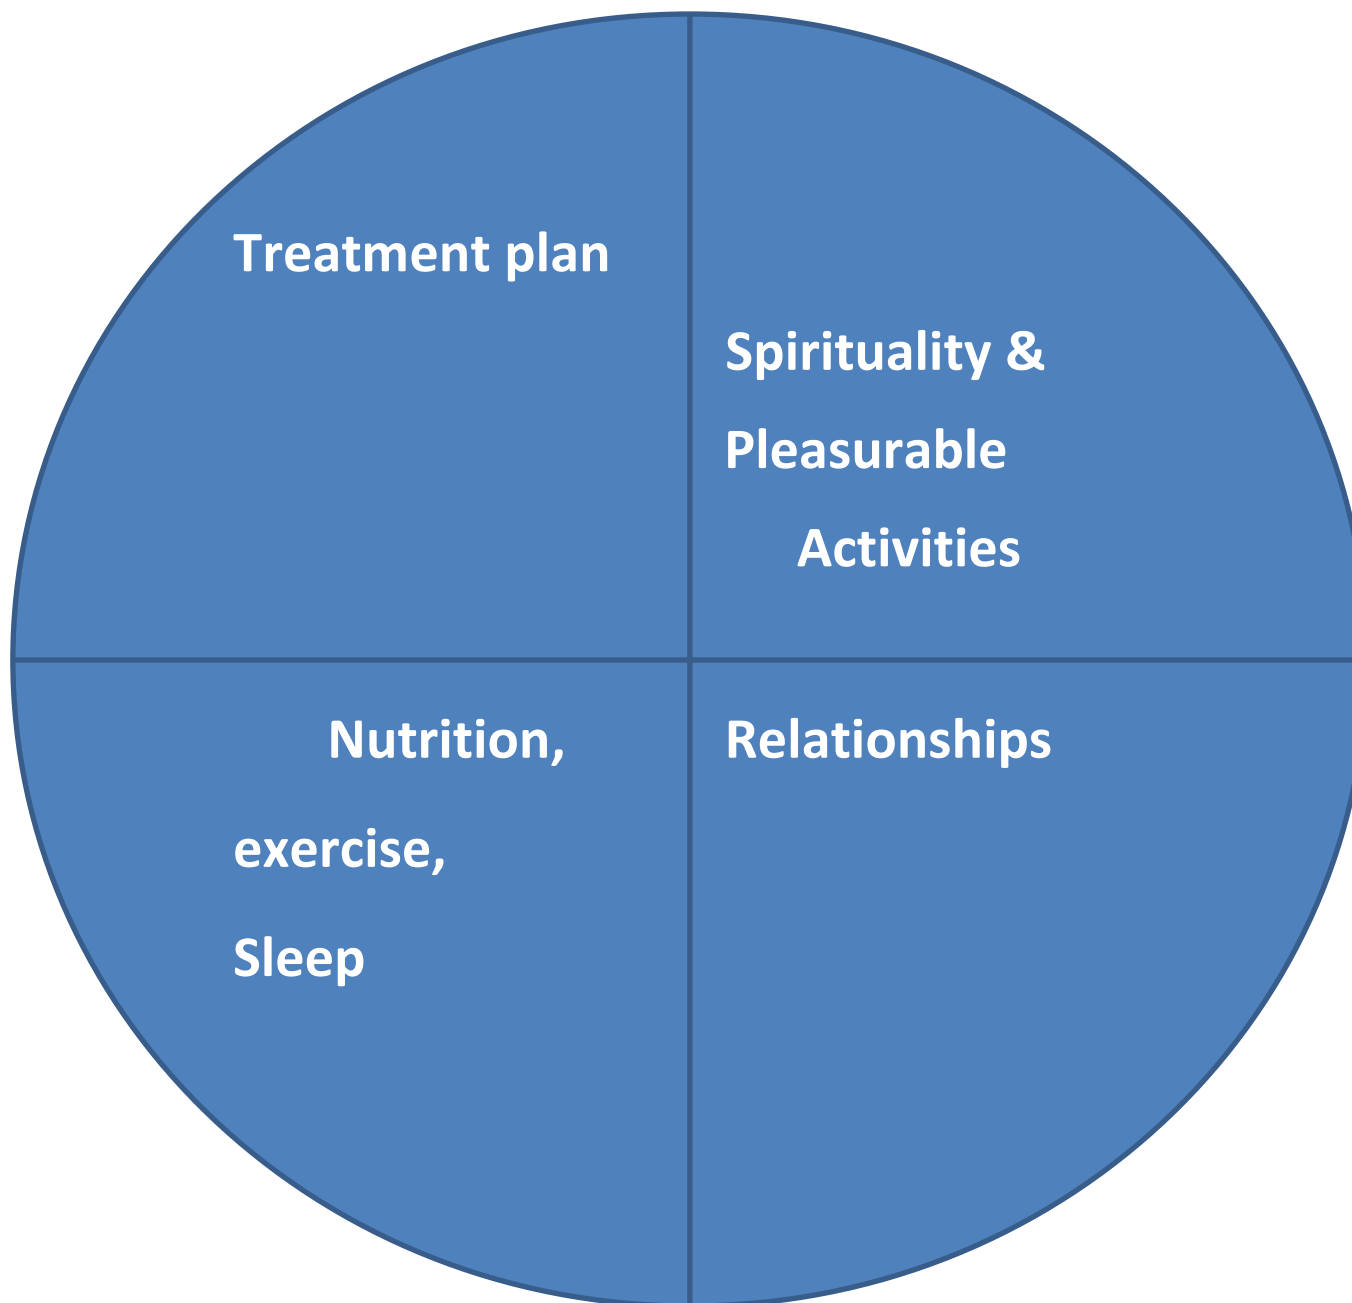 Treatment plan
Spirituality &
Pleasurable
Activities
Nutrition,
exercise,
Sleep
Relationships